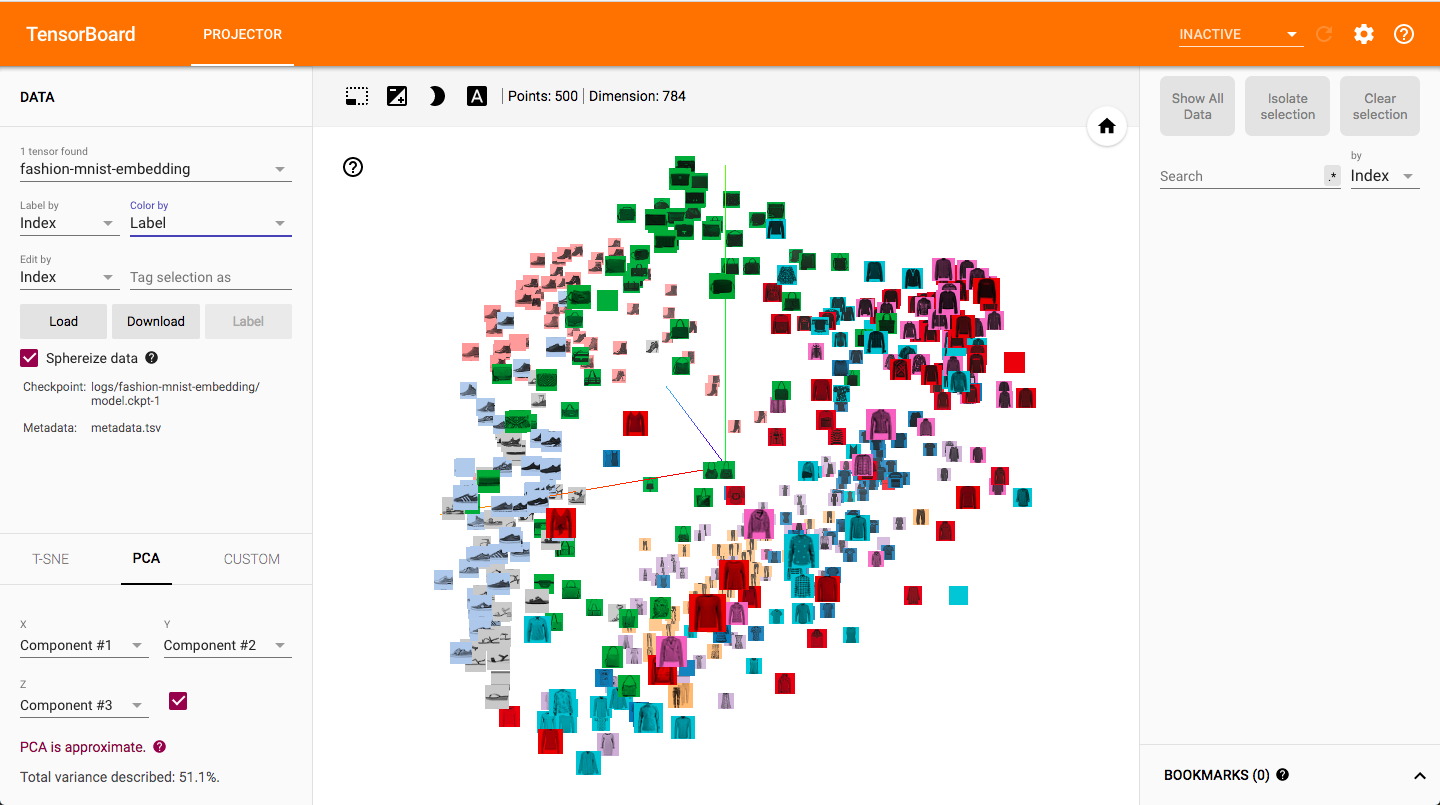 TensorBoard
PROJECTOR
INACTIVE
DATA
Points: 500
Dimension: 784
1 tensor found
fashion-mnist-embedding
Label by
Color by
Index
Label
Edit by
Index
Tag selection as
Load
Download
Label
Sphereize data
Checkpoint:
logs/fashion-mnist-embedding/
model.ckpt-1
Metadata:
metadata.tsv
T-SNE
PCA
CUSTOM
X
Y
Component #1
Component #2
Z
Component #3
PCA is approximate.
Total variance described: 51.1%.
A
Show All
Data
Isolate
selection
Clear
selection
Search
.*
by
Index
BOOKMARKS (0)